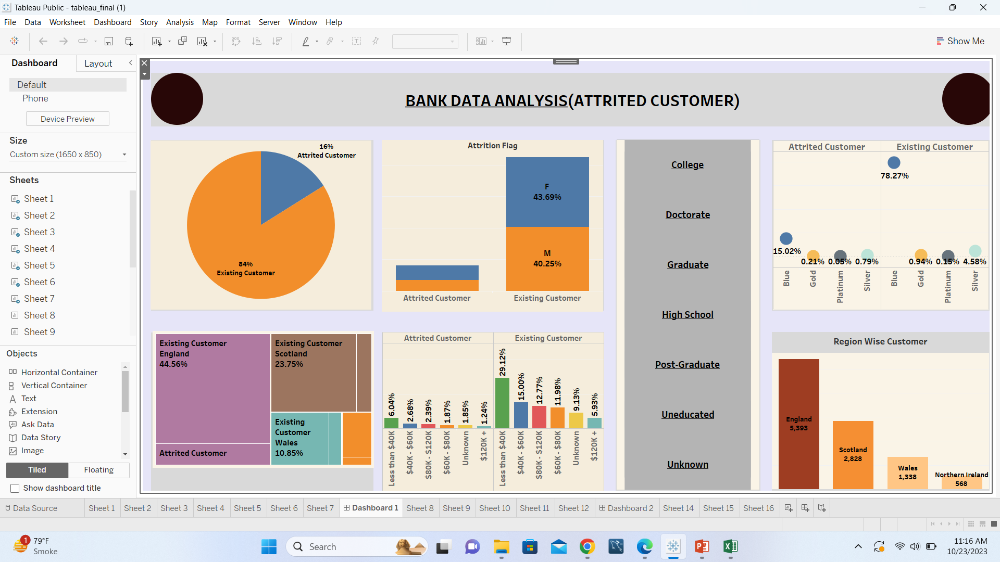 Tableau Public - tableau_final (1)
File Data Worksheet Dashboard Story Analysis Map Format Server Window Help
Show Me
Dashboard Layout
Default
Phone
Device Preview
Size
Custom size (1650 x 850)
Sheets
Sheet 1
Sheet 2
Sheet 3
Sheet 4
Sheet 5
Sheet 6
Sheet 7
Sheet 8
Sheet 9
Objects
Horizontal Container
Vertical Container
Text
Extension
Ask Data
Data Story
Image
Tiled Floating
Show dashboard title
BANK DATA ANALYSIS(ATTRITED CUSTOMER)
16%
Attrited Customer
84%
Existing Customer
Attrition Flag
F
43.69%
M
40.25%
Attrited Customer Existing Customer
College
Doctorate
Graduate
High School
Post-Graduate
Uneducated
Unknown
Attrited Customer Existing Customer
78.27%
15.02%
0.21% 0.05% 0.79% 0.94% 0.15% 4.58%
Blue Gold Platinum Silver Blue Gold Platinum Silver
Existing Customer
England
44.56%
Attrited Customer
Existing Customer
Scotland
23.75%
Existing
Customer
Wales
10.85%
Attrited Customer Existing Customer
6.04% 2.68% 2.39% 1.87% 1.85% 1.24% 29.12% 15.00% 12.77% 11.98% 9.13% 5.93%
Less than $40K $40K - $60K $80K - $120K $60K - $80K Unknown $120K + Less than $40K $40K - $60K $80K - $120K $60K - $80K Unknown $120K +
Region Wise Customer
England
5,393
Scotland
2,828
Wales
1,338
Northern Ireland
568
Data Source Sheet 1 Sheet 2 Sheet 3 Sheet 4 Sheet 5 Sheet 6 Sheet 7 Dashboard 1 Sheet 8 Sheet 9 Sheet 10 Sheet 11 Sheet 12 Dashboard 2 Sheet 14 Sheet 15 Sheet 16
1
79°F
Smoke
Search
11:16 AM
10/23/2023